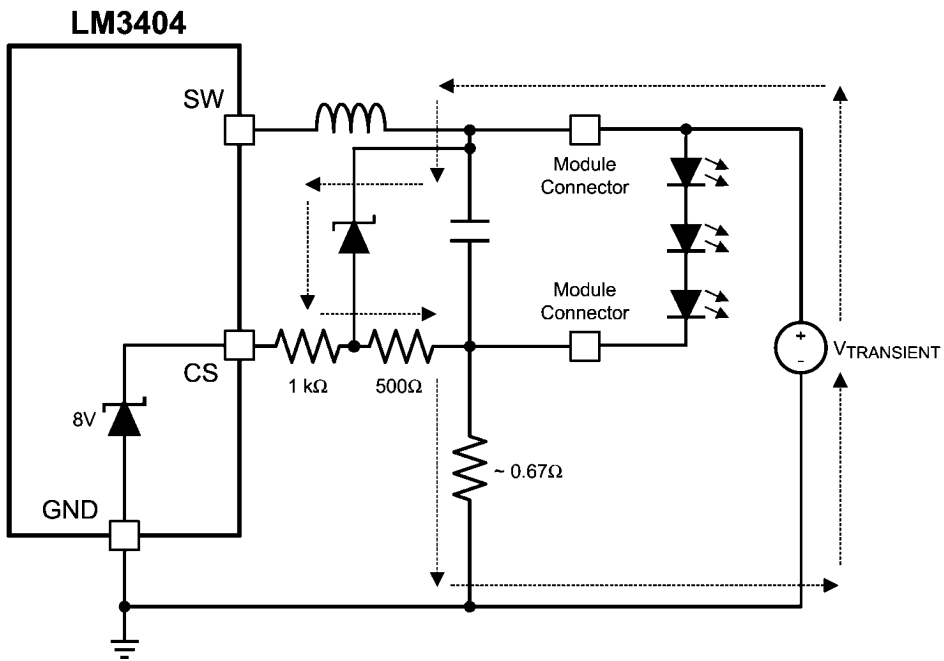 LM3404
SW
Module
Connector
Module
Connector
+
-
VTRANSIENT
CS
1 kΩ
500Ω
8V
~ 0.67Ω
GND